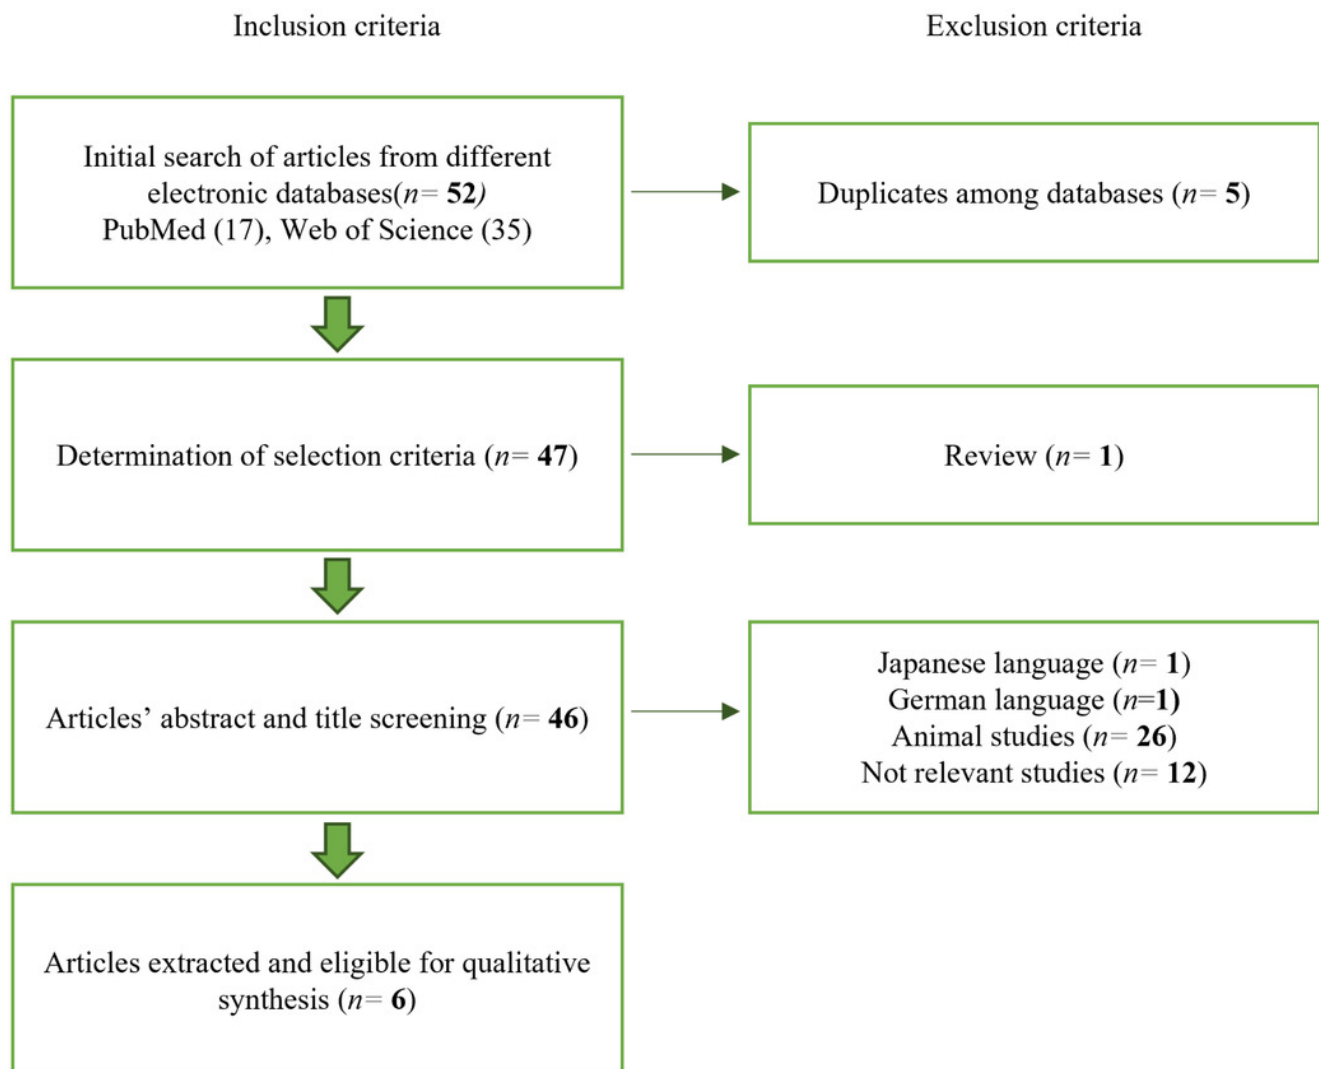 Inclusion criteria
Exclusion criteria
Initial search of articles from different
electronic databases(n= 52)
PubMed (17), Web of Science (35)
Duplicates among databases (n= 5)
Determination of selection criteria (n= 47)
Review (n= 1)
Articles’ abstract and title screening (n= 46)
Japanese language (n= 1)
German language (n=1)
Animal studies (n= 26)
Not relevant studies (n= 12)
Articles extracted and eligible for qualitative
synthesis (n= 6)